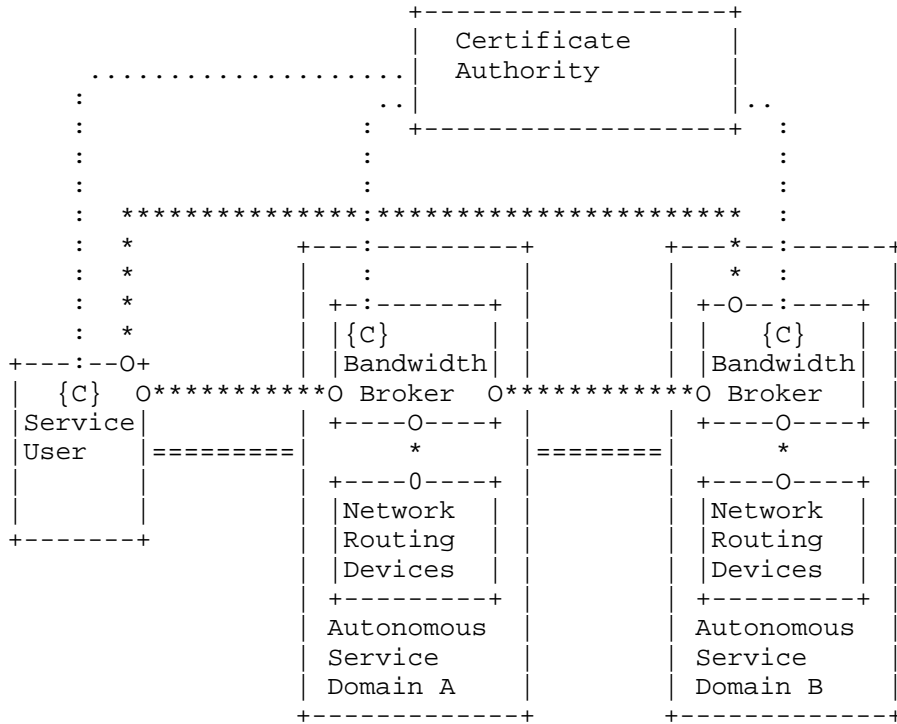 Certificate
Authority
{C} {C}
Bandwidth Bandwidth
{C} Broker Broker
Service
User
Network Network
Routing Routing
Devices Devices
Autonomous Autonomous
Service Service
Domain A Domain B